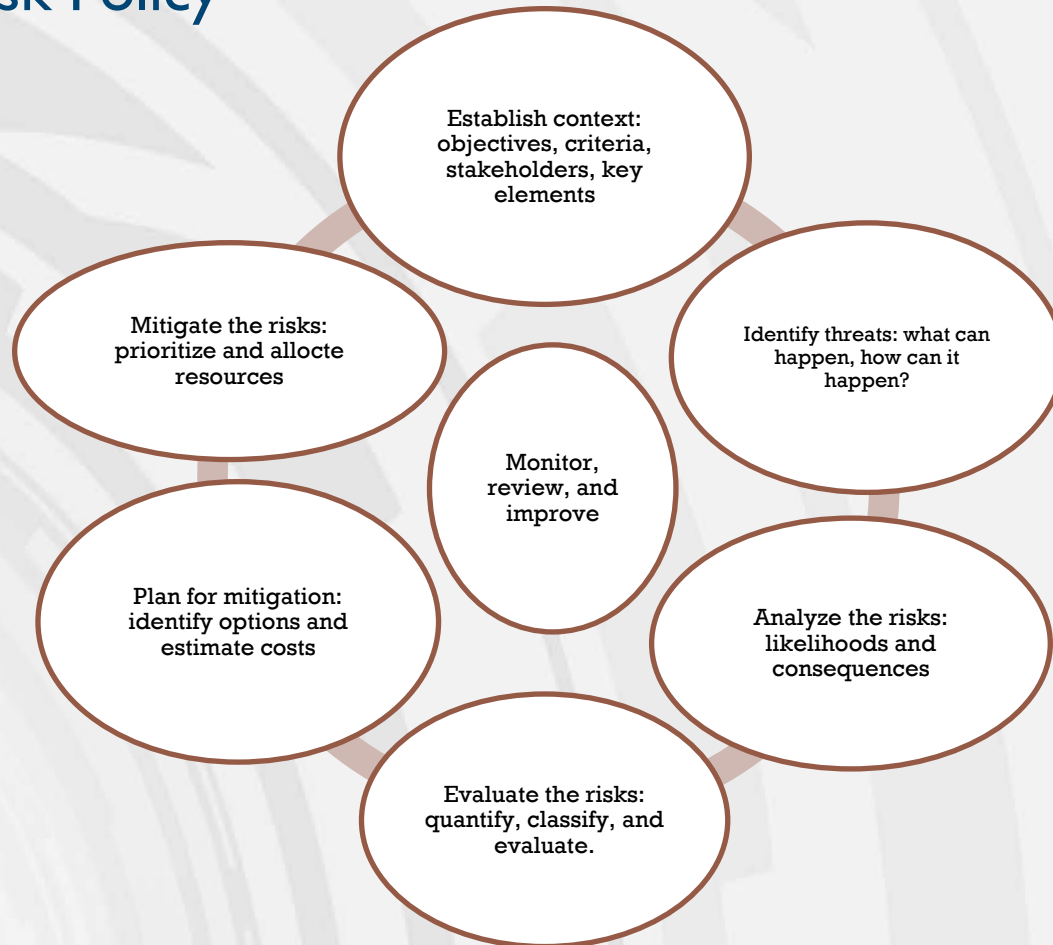 Policy
Establish context:
objectives, criteria,
stakeholders, key
elements
Identify threats: what can
happen, how can it
happen?
Analyze the risks:
likelihoods and
consequences
Evaluate the risks:
quantify, classify, and
evaluate.
Plan for mitigation:
identify options and
estimate costs
Mitigate the risks:
prioritize and allocte
resources
Monitor,
review, and
improve